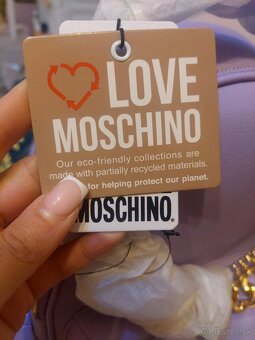 LOVE
MOSCHINO
Our eco-friendly collections are
made with partially recycled materials.
for helping protect our planet.
MOSCHINO®